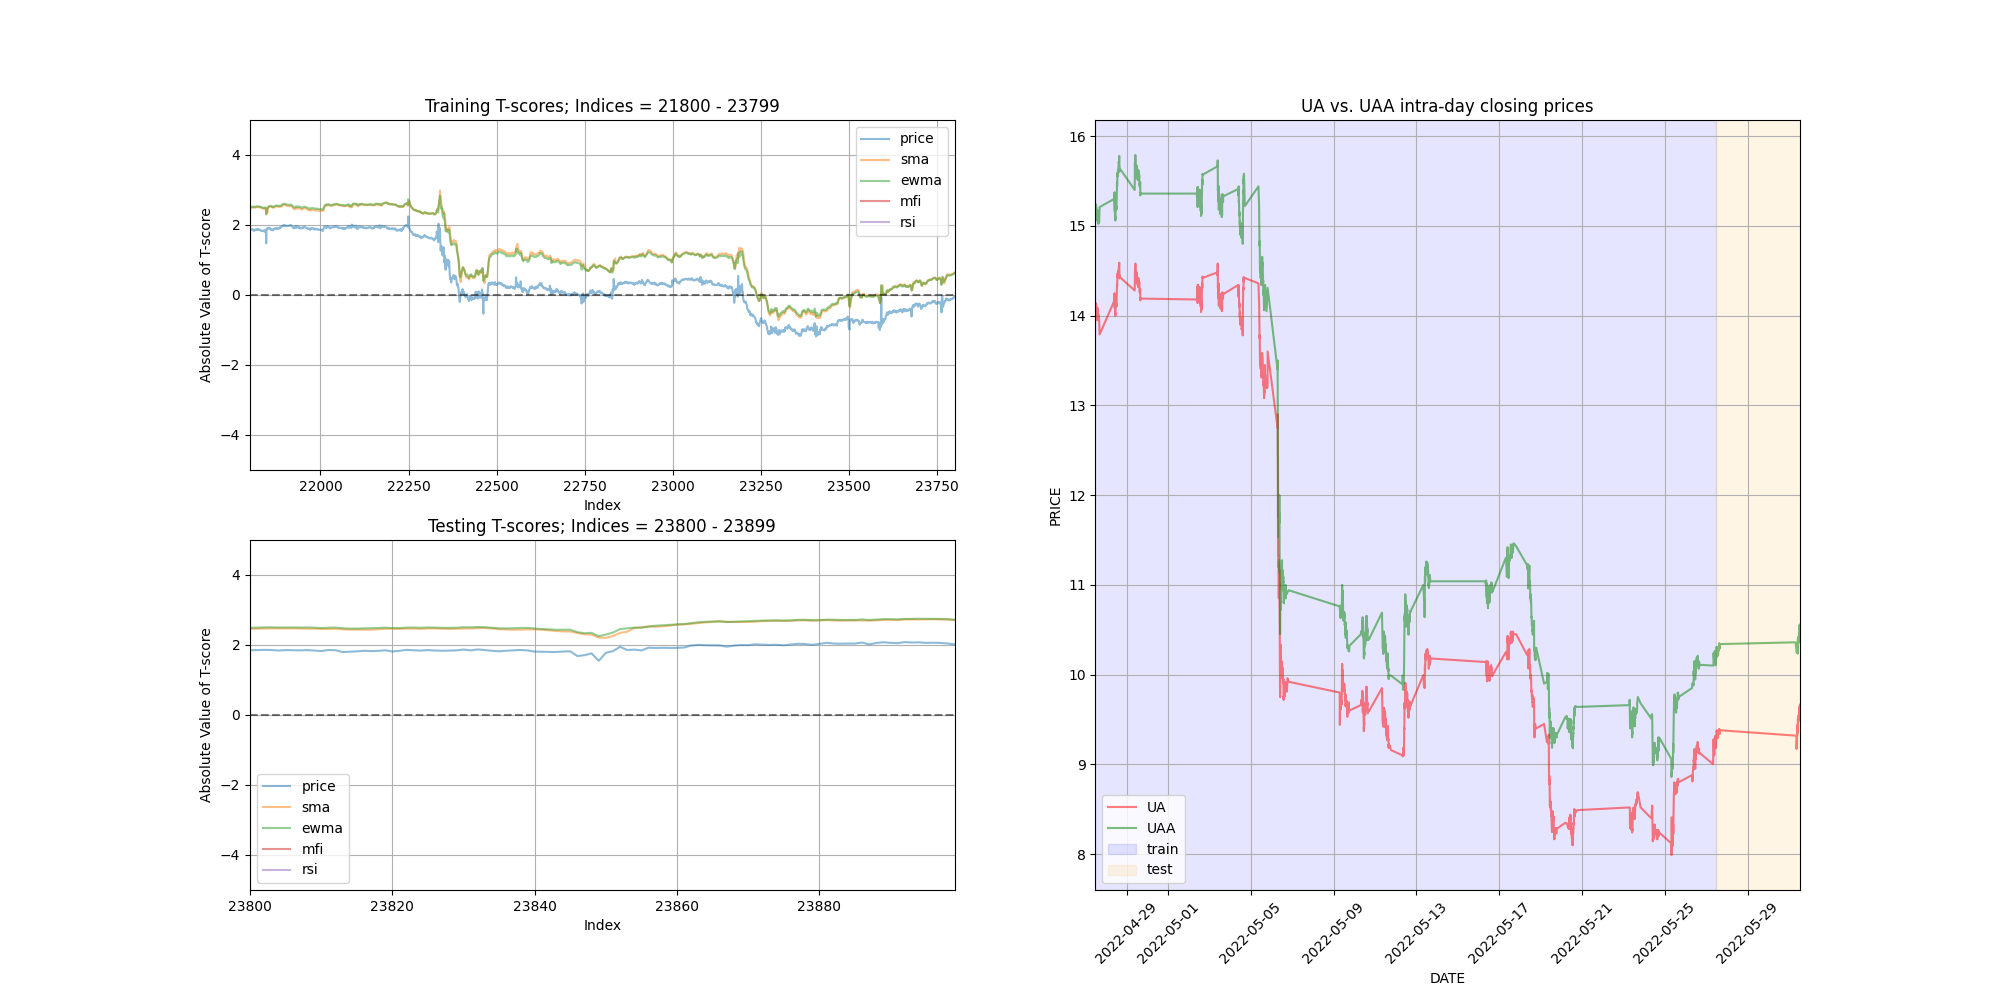 Training T-scores; Indices = 21800 - 23799
Absolute Value of T-score
4
2
0
−2
−4
22000 22250 22500 22750 23000 23250 23500 23750
Index
price
sma
ewma
mfi
rsi
Testing T-scores; Indices = 23800 - 23899
Absolute Value of T-score
4
2
0
−2
−4
price
sma
ewma
mfi
rsi
23800 23820 23840 23860 23880
Index
UA vs. UAA intra-day closing prices
PRICE
16
15
14
13
12
11
10
9
8
UA
UAA
train
test
2022-04-29 2022-05-01 2022-05-05 2022-05-09 2022-05-13 2022-05-17 2022-05-21 2022-05-25 2022-05-29
DATE